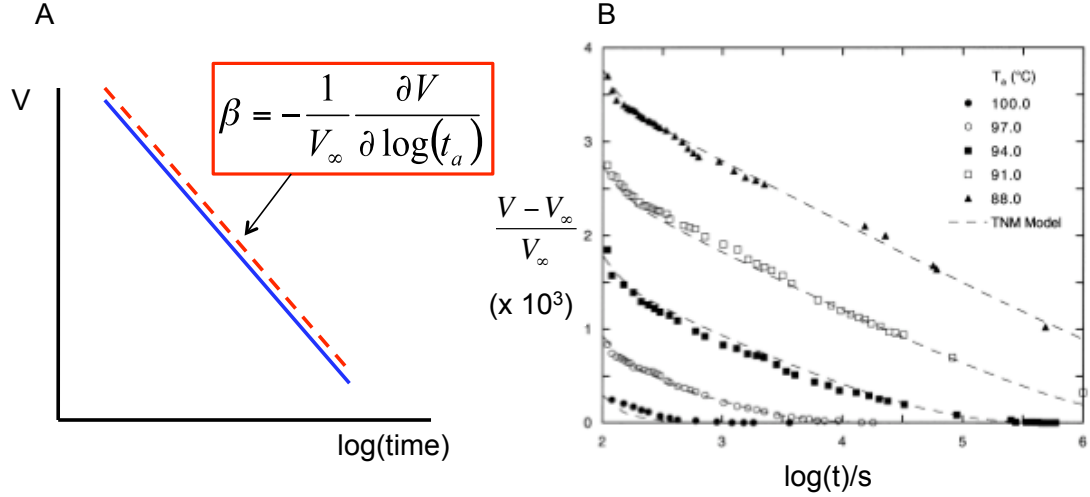 A
V
β = - 1/V∞ ∂V/∂log(tₐ)
log(time)
B
V - V∞
V∞
(x 10³)
Tₐ (°C)
100.0
97.0
94.0
91.0
88.0
TNM Model
4
3
2
1
0
2 3 4 5 6
log(t)/s